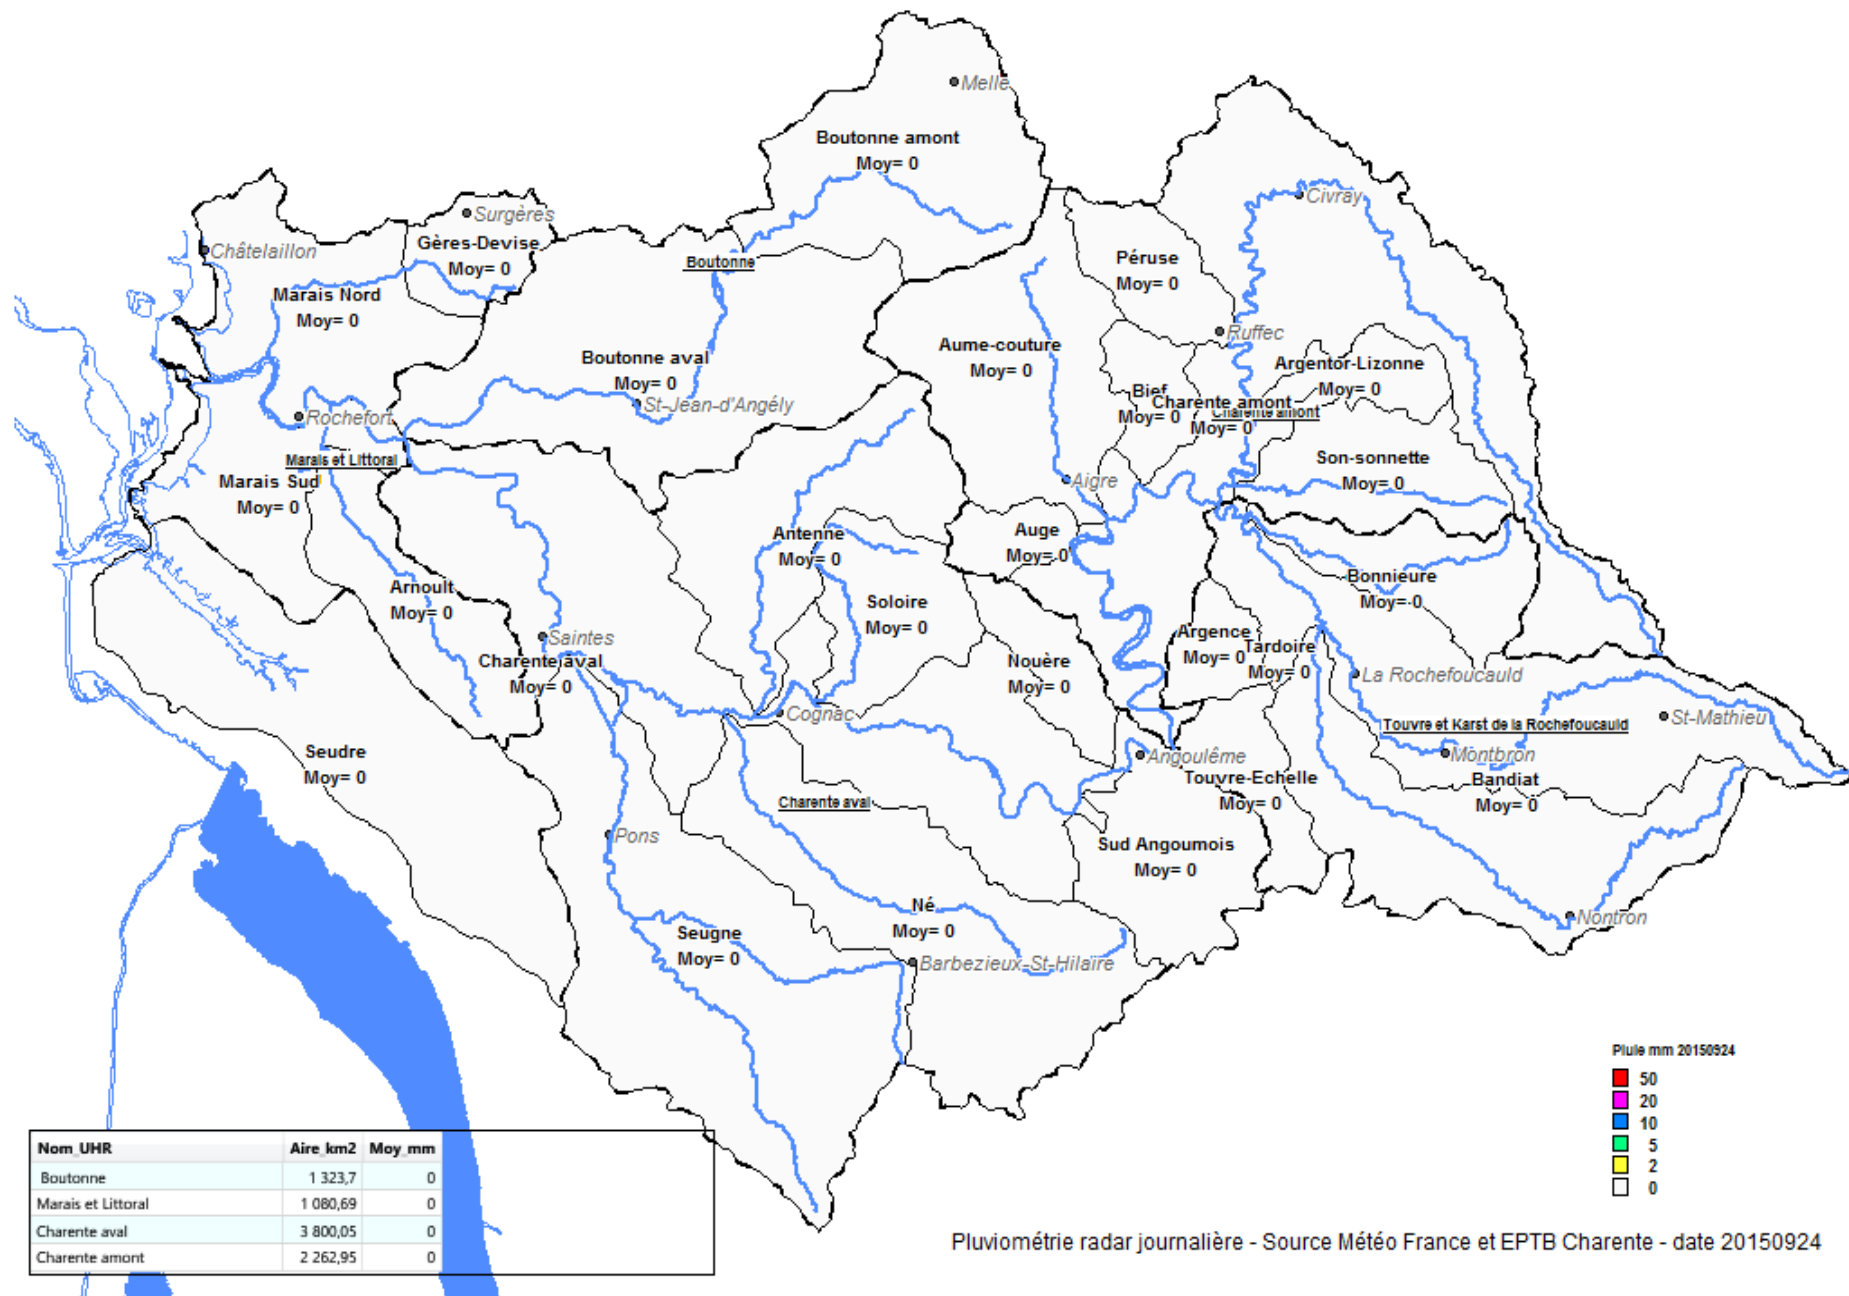 Melle
Boutonne amont
Moy= 0
Civray
Surgères
Châtelaillon
Gères-Devise
Moy= 0
Boutonne
Péruse
Moy= 0
Marais Nord
Moy= 0
Ruffec
Aume-couture
Moy= 0
Boutonne aval
Moy= 0
Argentor-Lizonne
Moy= 0
Bief
Moy= 0
Charente amont
Moy= 0
Charente amont
St-Jean-d'Angély
Rochefort
Marais et Littoral
Marais Sud
Moy= 0
Son-sonnette
Moy= 0
Aigre
Antenne
Moy= 0
Auge
Moy= 0
Arnoult
Moy= 0
Bonnieure
Moy= 0
Soloire
Moy= 0
Saintes
Charente aval
Moy= 0
Argence
Moy= 0
Tardoire
Moy= 0
Nouère
Moy= 0
La Rochefoucauld
Cognac
St-Mathieu
Touvre et Karst de la Rochefoucauld
Seudre
Moy= 0
Angoulême
Montbron
Touvre-Echelle
Moy= 0
Bandiat
Moy= 0
Charente aval
Pons
Sud Angoumois
Moy= 0
Né
Moy= 0
Nontron
Seugne
Moy= 0
Barbezieux-St-Hilaire
Pluie mm 20150924
50
20
10
5
2
0
Nom_UHR Aire_km2 Moy_mm
Boutonne 1 323,7 0
Marais et Littoral 1 080,69 0
Charente aval 3 800,05 0
Charente amont 2 262,95 0
Pluviométrie radar journalière - Source Météo France et EPTB Charente - date 20150924